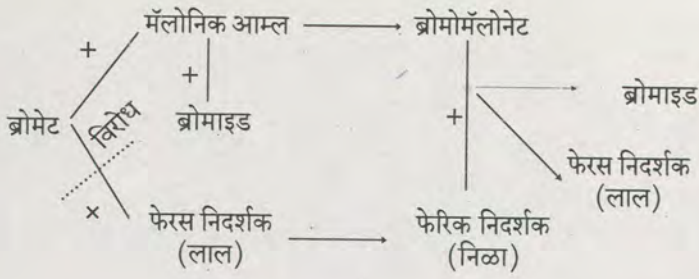 मॅलोनिक आम्ल
ब्रोमोमॅलोनेट
+
+
ब्रोमेट
विरोध
ब्रोमाइड
+
ब्रोमाइड
×
फेरस निदर्शक
(लाल)
फेरिक निदर्शक
(निळा)
फेरस निदर्शक
(लाल)